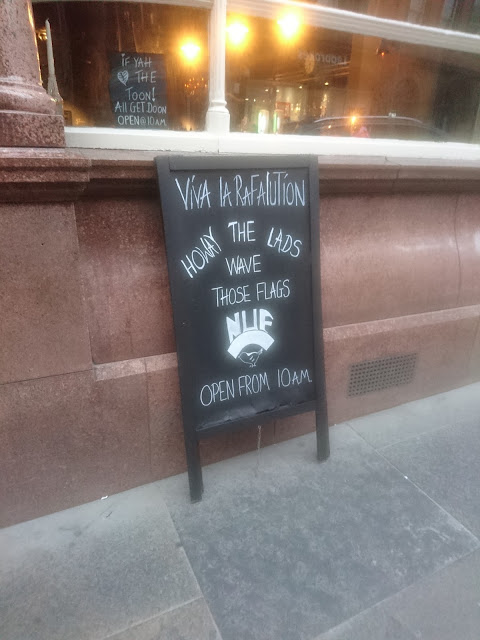 IF YAH
♥ THE
TOON!
All GET DOON
OPEN@10AM
VIVA lA RAFAlUTION
HOWAY THE LADS
WAVE
THOSE FLAGS
NUF
OPEN FROM 10AM